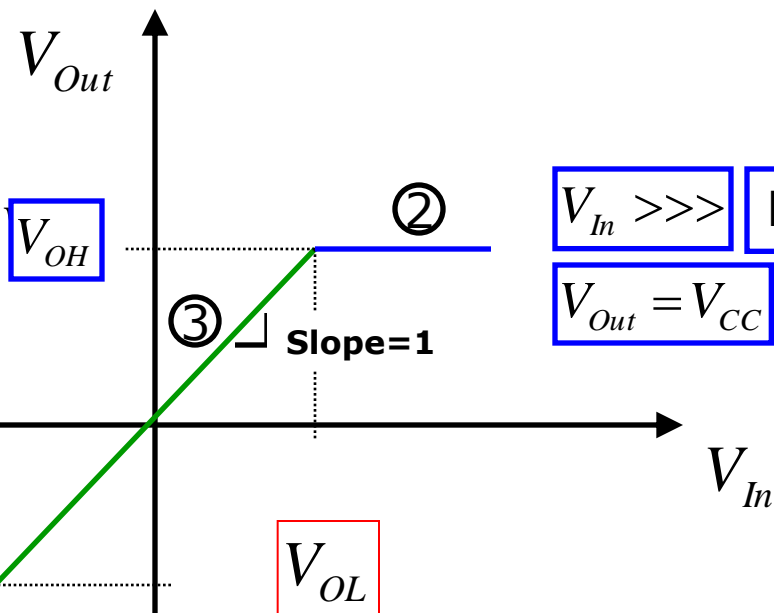 V_Out
②
V_In >>>
V_OH
V_Out = V_CC
③
Slope=1
V_In
V_OL